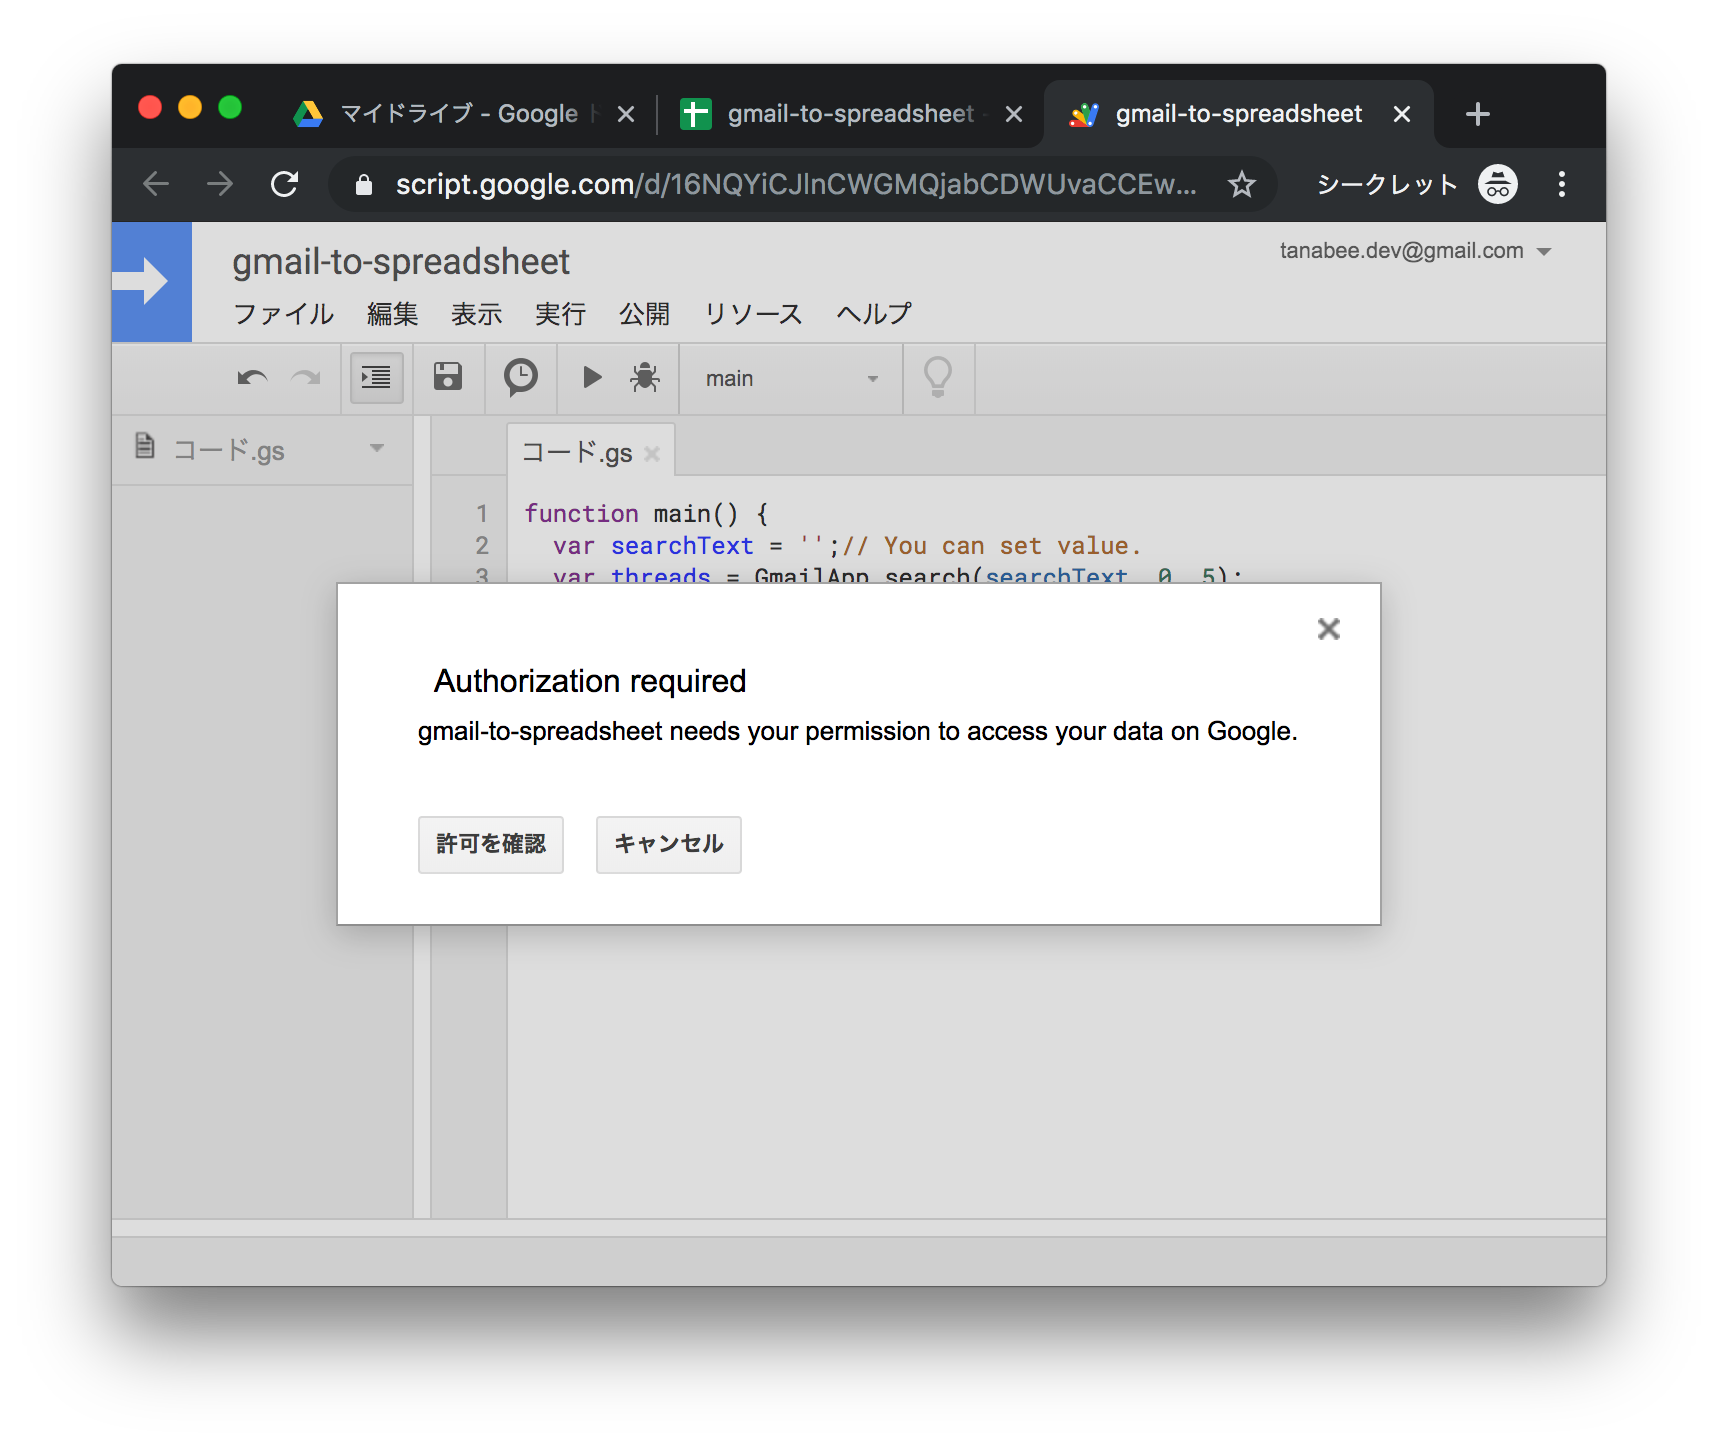 マイドライブ - Google
gmail-to-spreadsheet
gmail-to-spreadsheet
script.google.com/d/16NQYiCJlnCWGMQjabCDWUvaCCEw...
シークレット
gmail-to-spreadsheet
tanabee.dev@gmail.com
ファイル 編集 表示 実行 公開 リソース ヘルプ
main
コード.gs
コード.gs
1 function main() {
2 var searchText = '';// You can set value.
3 var threads = GmailApp.search(searchText, 0, 5);
Authorization required
gmail-to-spreadsheet needs your permission to access your data on Google.
許可を確認 キャンセル